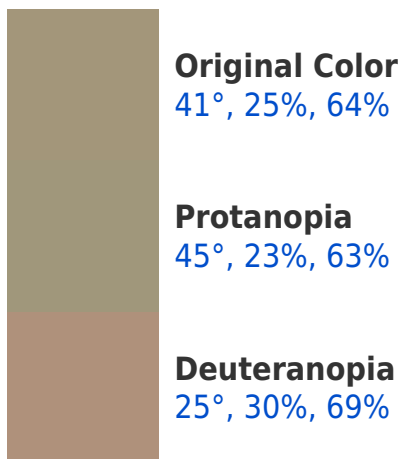 Original Color
41°, 25%, 64%
Protanopia
45°, 23%, 63%
Deuteranopia
25°, 30%, 69%